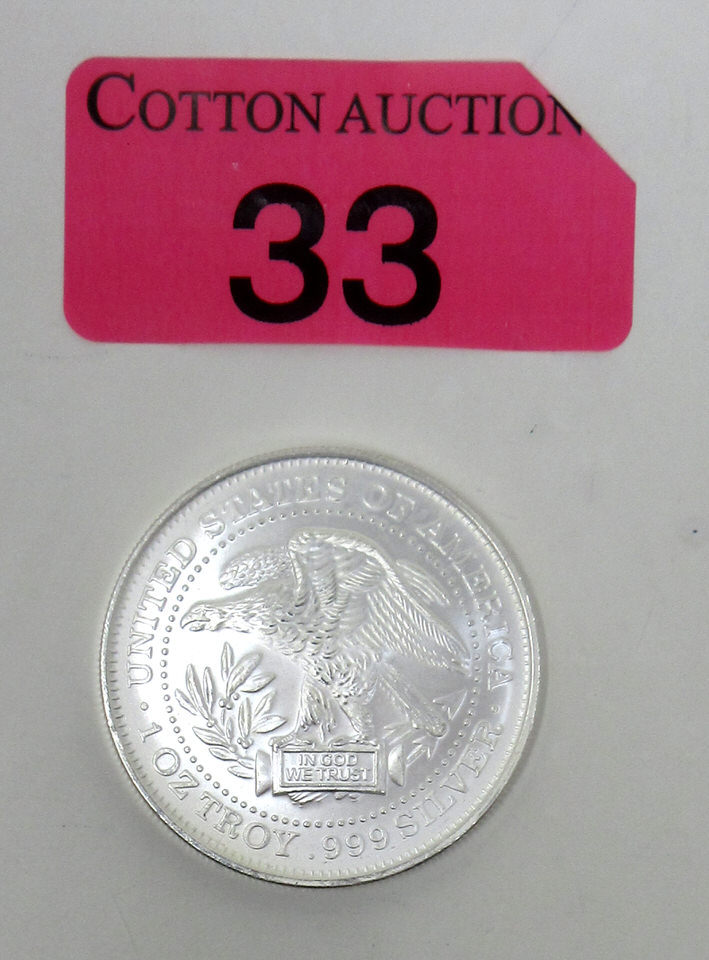 COTTON AUCTION
33
UNITED STATES OF AMERICA
IN GOD
WE TRUST
· 1 OZ TROY .999 SILVER ·